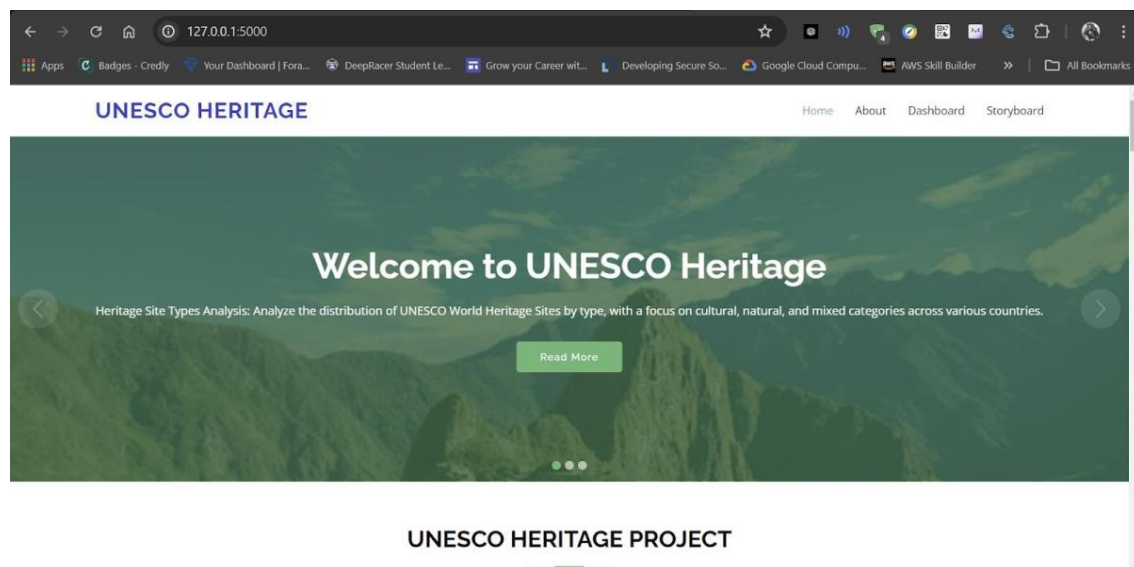 127.0.0.1:5000
Apps Badges - Credly Your Dashboard | Fora... DeepRacer Student Le... Grow your Career wit... Developing Secure So... Google Cloud Compu... AWS Skill Builder » All Bookmarks
UNESCO HERITAGE Home About Dashboard Storyboard
Welcome to UNESCO Heritage
Heritage Site Types Analysis: Analyze the distribution of UNESCO World Heritage Sites by type, with a focus on cultural, natural, and mixed categories across various countries.
Read More
UNESCO HERITAGE PROJECT